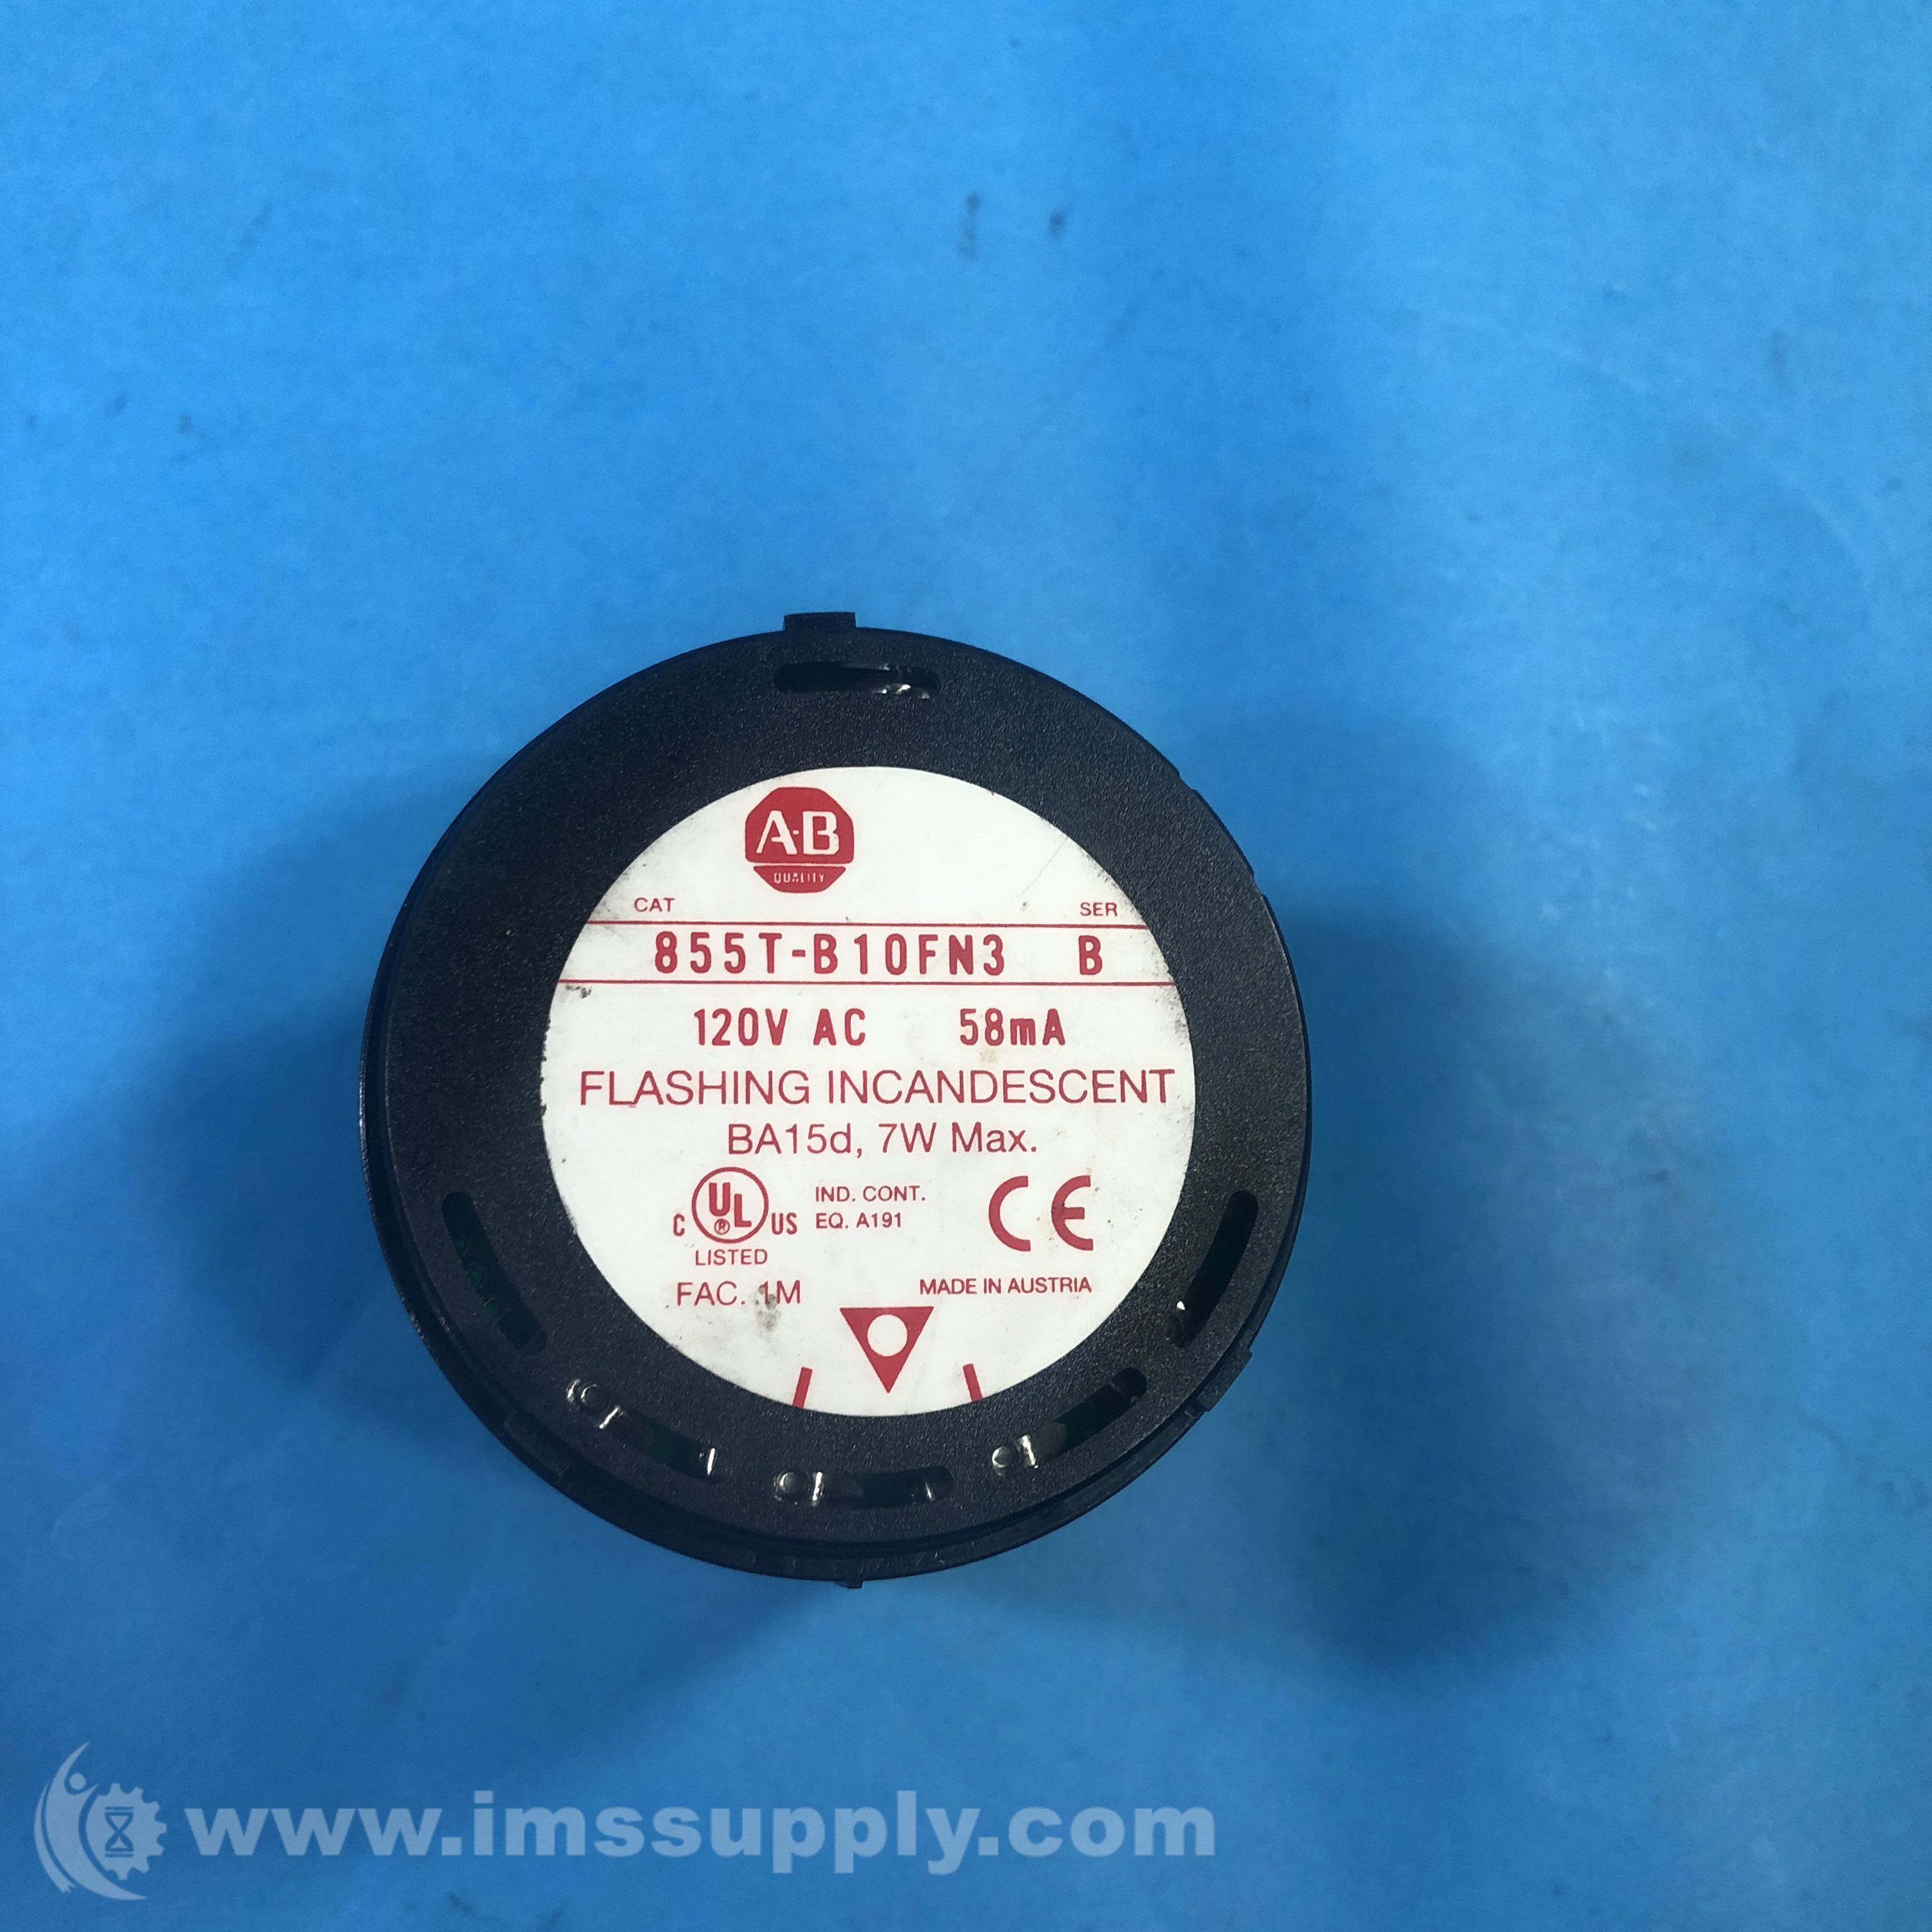 A-B
QUALITY
CAT SER
855T-B10FN3 B
120V AC 58mA
FLASHING INCANDESCENT
BA15d, 7W Max.
C UL® US IND. CONT. CE
EQ. A191
LISTED
FAC. 1M MADE IN AUSTRIA
www.imssupply.com